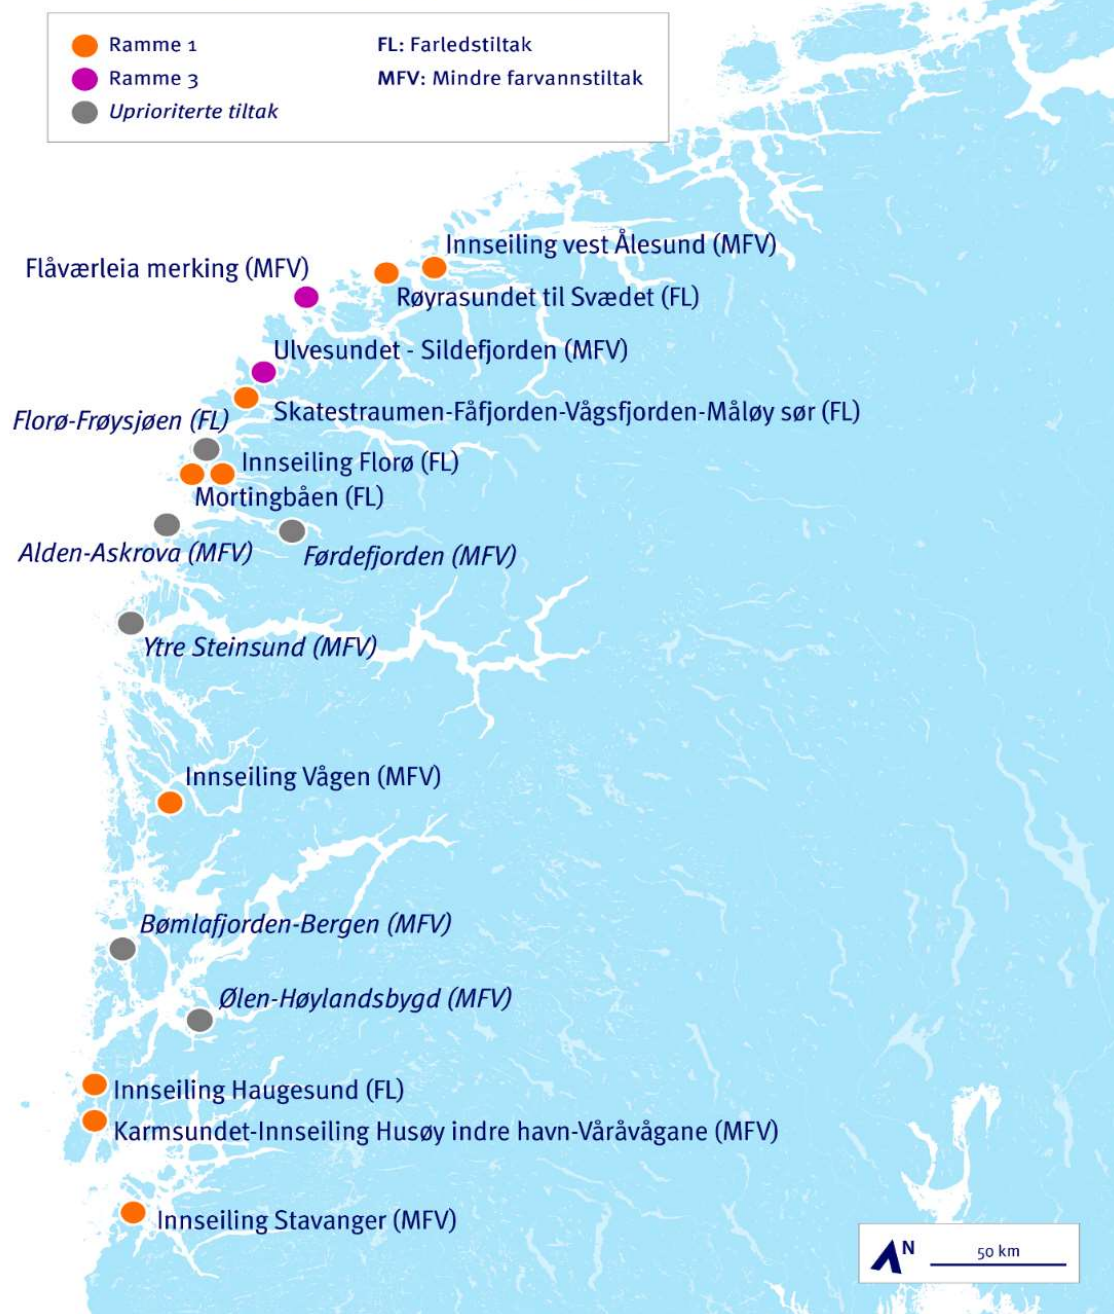 Ramme 1
Ramme 3
Uprioriterte tiltak
FL: Farledstiltak
MFV: Mindre farvannstiltak
Innseiling vest Ålesund (MFV)
Flåværleia merking (MFV)
Røyrasundet til Svædet (FL)
Ulvesundet - Sildefjorden (MFV)
Skatestraumen-Fåfjorden-Vågsfjorden-Måløy sør (FL)
Florø-Frøysjøen (FL)
Innseiling Florø (FL)
Mortingbåen (FL)
Alden-Askrova (MFV)
Førdefjorden (MFV)
Ytre Steinsund (MFV)
Innseiling Vågen (MFV)
Bømlafjorden-Bergen (MFV)
Ølen-Høylandsbygd (MFV)
Innseiling Haugesund (FL)
Karmsundet-Innseiling Husøy indre havn-Våråvågane (MFV)
Innseiling Stavanger (MFV)
N
50 km